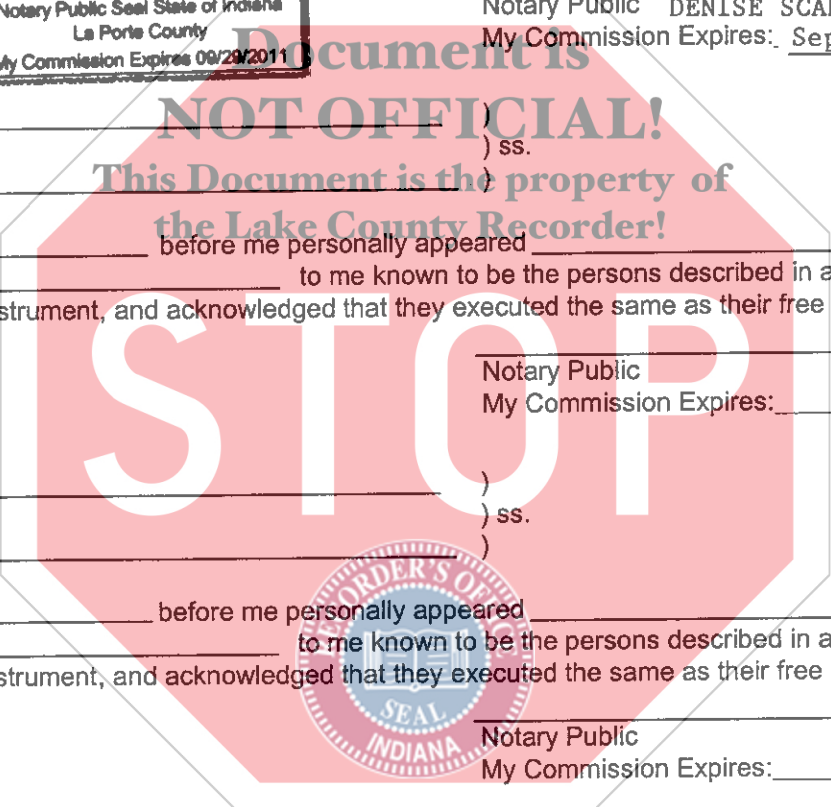 Notary Public Seal State of Indiana
La Porte County
My Commission Expires 09/29/2011
Notary Public DENISE
My Commission Expires:
Document is
NOT OFFICIAL!
This Document is the property of
the Lake County Recorder!
)
) ss.
)
before me personally appeared
to me known to be the persons described in
and acknowledged that they executed the same as their free
Notary Public
My Commission Expires:
STOP
)
) ss.
)
before me personally appeared
to me known to be the persons described in
and acknowledged that they executed the same as their free
RECORDER'S OFFICE
SEAL
INDIANA
Notary Public
My Commission Expires: